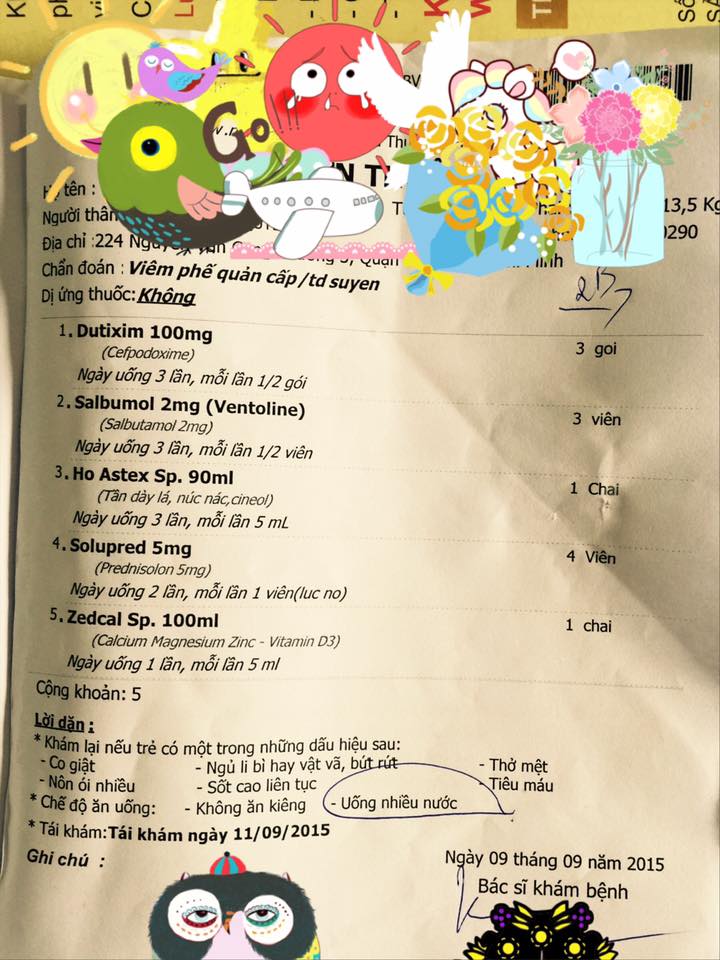 Go
Họ tên :
13,5 Kg
Người thân
Địa chỉ :224
0290
Chẩn đoán : Viêm phế quản cấp/td suyen
Dị ứng thuốc:Không
1. Dutixim 100mg 3 goi
(Cefpodoxime)
Ngày uống 3 lần, mỗi lần 1/2 gói
2. Salbumol 2mg (Ventoline) 3 viên
(Salbutamol 2mg)
Ngày uống 3 lần, mỗi lần 1/2 viên
3. Ho Astex Sp. 90ml 1 Chai
(Tần dày lá, núc nác,cineol)
Ngày uống 3 lần, mỗi lần 5 mL
4. Solupred 5mg 4 Viên
(Prednisolon 5mg)
Ngày uống 2 lần, mỗi lần 1 viên(luc no)
5. Zedcal Sp. 100ml 1 chai
(Calcium Magnesium Zinc - Vitamin D3)
Ngày uống 1 lần, mỗi lần 5 ml
Cộng khoản: 5
Lời dặn :
* Khám lại nếu trẻ có một trong những dấu hiệu sau:
- Co giật - Ngủ li bì hay vật vã, bứt rứt - Thở mệt
- Nôn ói nhiều - Sốt cao liên tục - Tiêu máu
* Chế độ ăn uống: - Không ăn kiêng - Uống nhiều nước
* Tái khám:Tái khám ngày 11/09/2015
Ghi chú :
Ngày 09 tháng 09 năm 2015
Bác sĩ khám bệnh